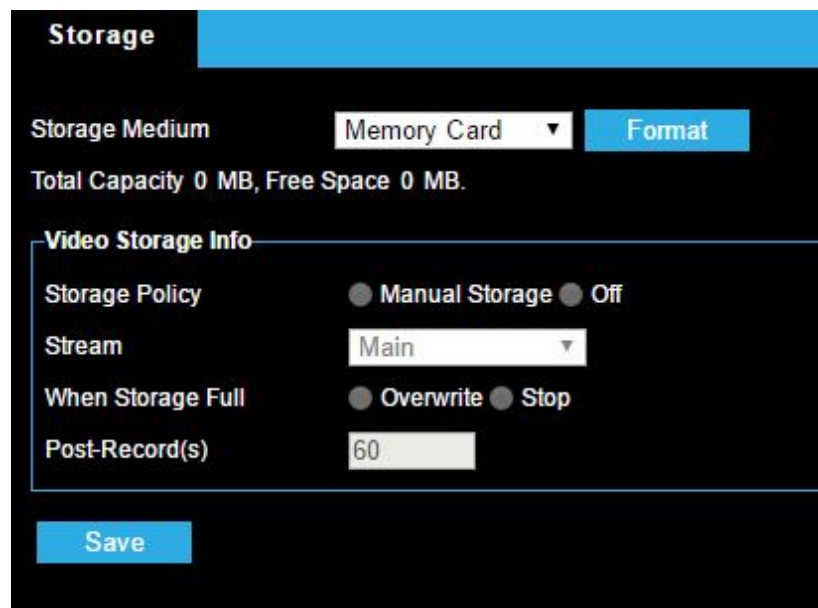 Storage
Storage Medium Memory Card Format
Total Capacity 0 MB, Free Space 0 MB.
Video Storage Info
Storage Policy Manual Storage Off
Stream Main
When Storage Full Overwrite Stop
Post-Record(s) 60
Save